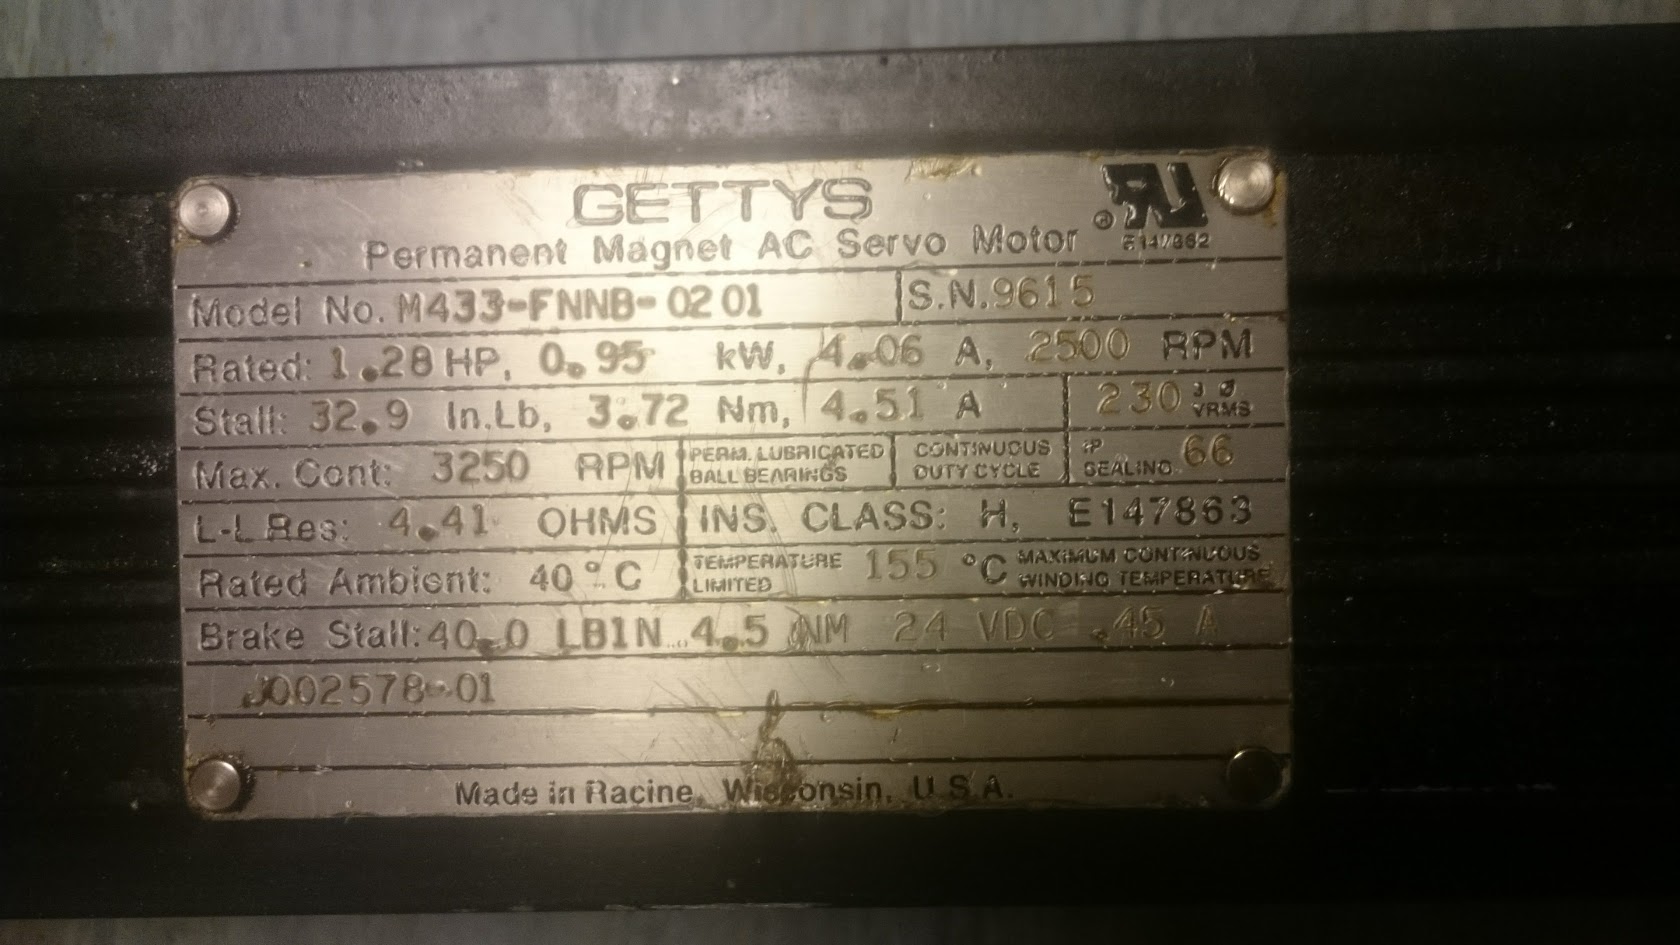 GETTYS
Permanent Magnet AC Servo Motor
E147862
Model No. M433-FNNB-0201 S.N. 9615
Rated: 1.28 HP, 0.95 kW, 4.06 A, 2500 RPM
Stall: 32.9 In.Lb, 3.72 Nm, 4.51 A 230 3 Ø VRMS
Max. Cont: 3250 RPM PERM. LUBRICATED BALL BEARINGS CONTINUOUS DUTY CYCLE IP SEALING 66
L-L Res: 4.41 OHMS INS. CLASS: H, E147863
Rated Ambient: 40°C TEMPERATURE LIMITED 155 °C MAXIMUM CONTINUOUS WINDING TEMPERATURE
Brake Stall: 40.0 LBIN 4.5 NM 24 VDC .45 A
J002578-01
Made in Racine, Wisconsin, U.S.A.